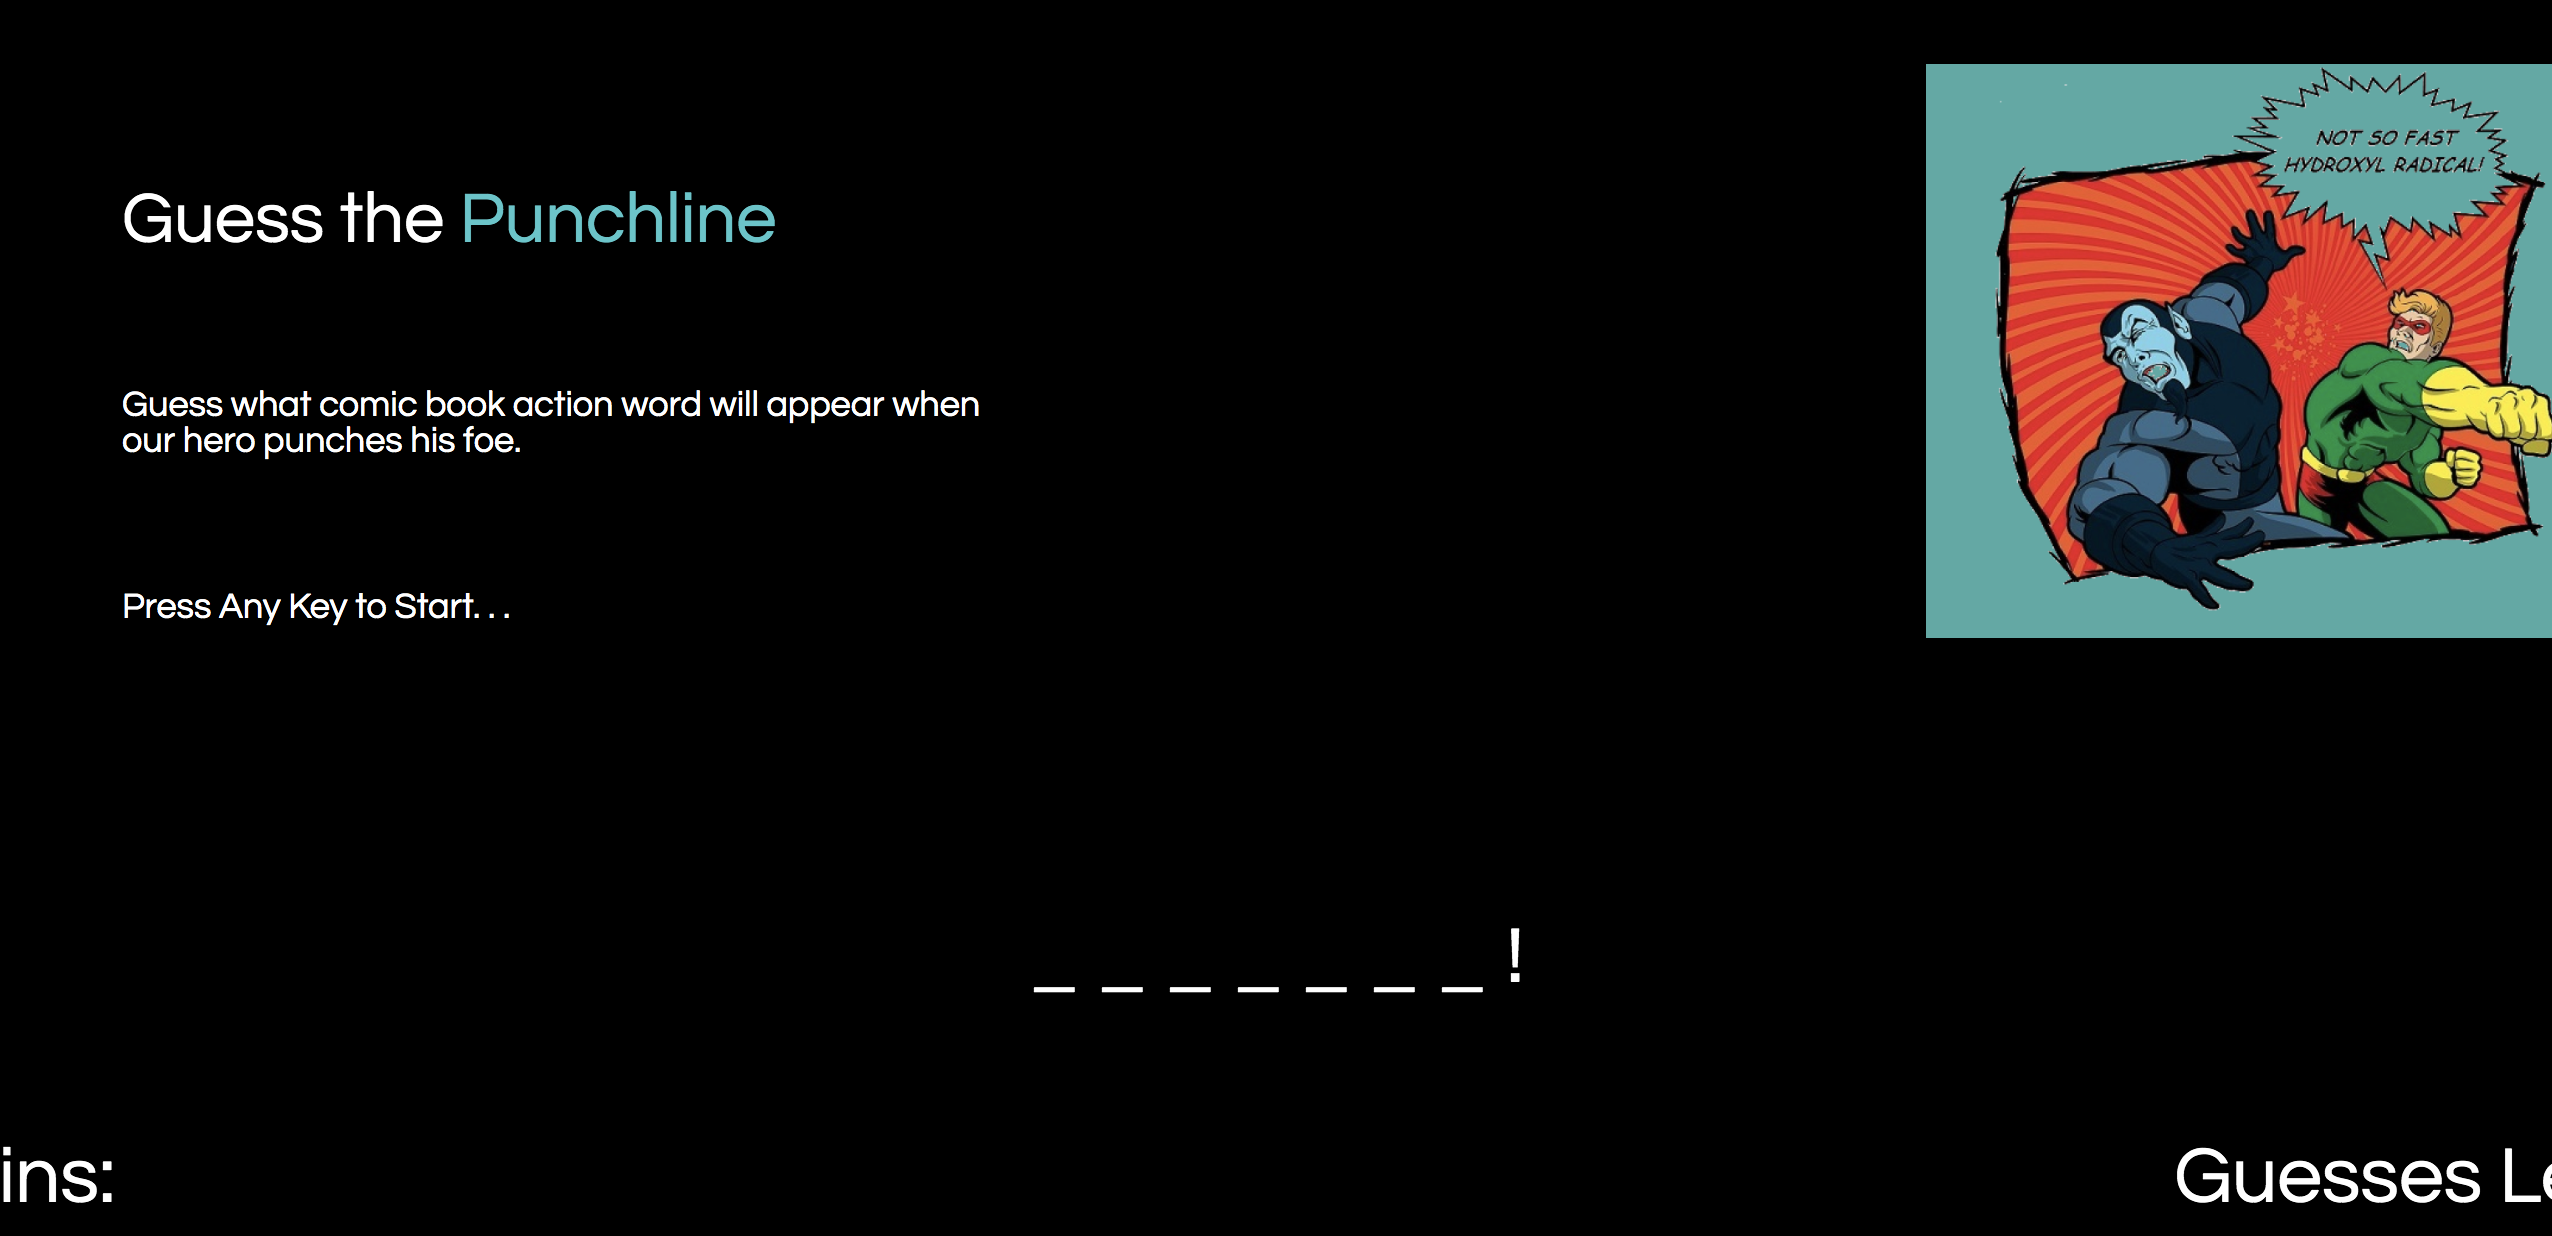 Guess the Punchline
NOT SO FAST
HYDROXYL RADICAL!
Guess what comic book action word will appear when
our hero punches his foe.
Press Any Key to Start. . .
_ _ _ _ _ _ _ !
ins:
Guesses Le